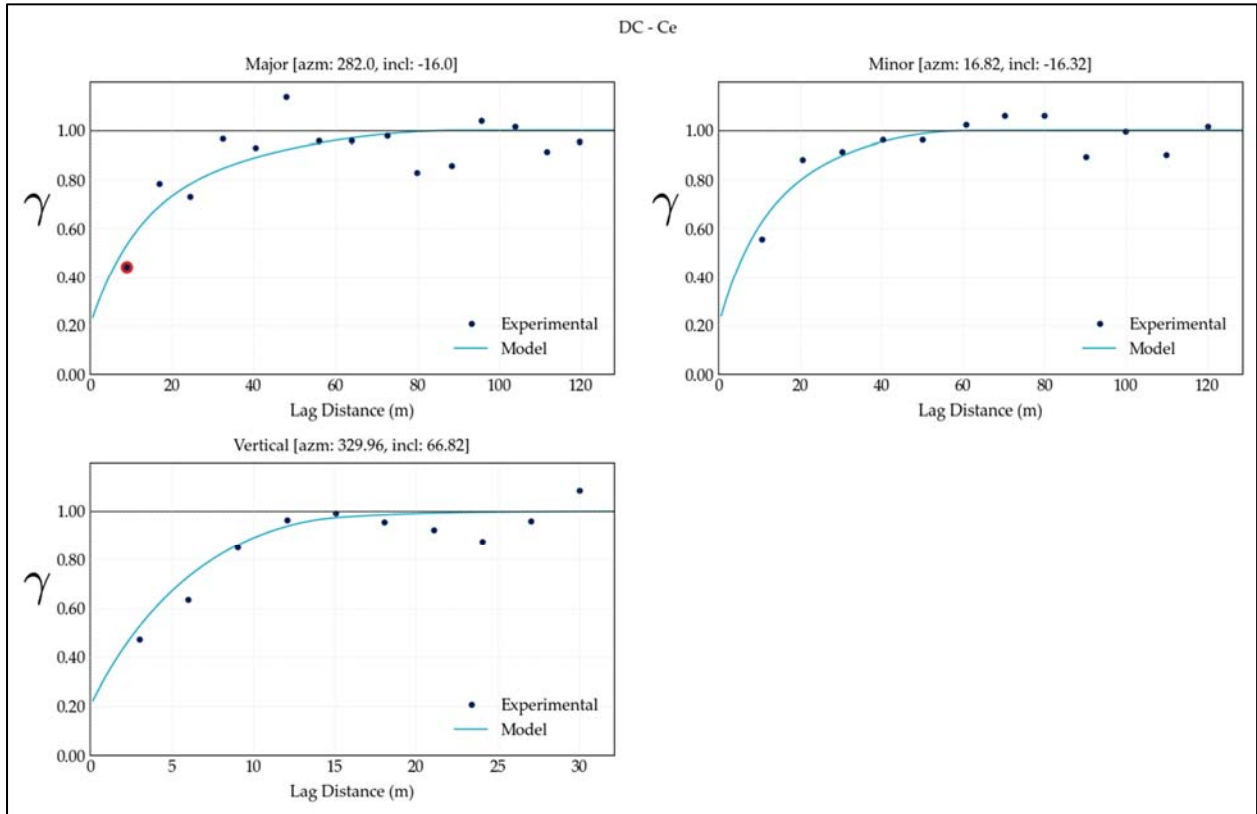 DC - Ce
Major [azm: 282.0, incl: -16.0]
γ
1.00
0.80
0.60
0.40
0.20
0.00
Experimental
Model
0 20 40 60 80 100 120
Lag Distance (m)
Minor [azm: 16.82, incl: -16.32]
γ
1.00
0.80
0.60
0.40
0.20
0.00
Experimental
Model
0 20 40 60 80 100 120
Lag Distance (m)
Vertical [azm: 329.96, incl: 66.82]
γ
1.00
0.80
0.60
0.40
0.20
0.00
Experimental
Model
0 5 10 15 20 25 30
Lag Distance (m)